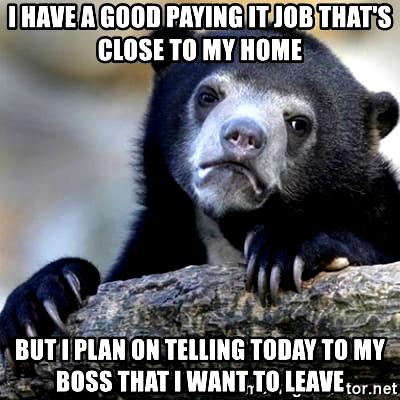 I HAVE A GOOD PAYING IT JOB THAT'S
CLOSE TO MY HOME
BUT I PLAN ON TELLING TODAY TO MY
BOSS THAT I WANT TO LEAVE
tor.net